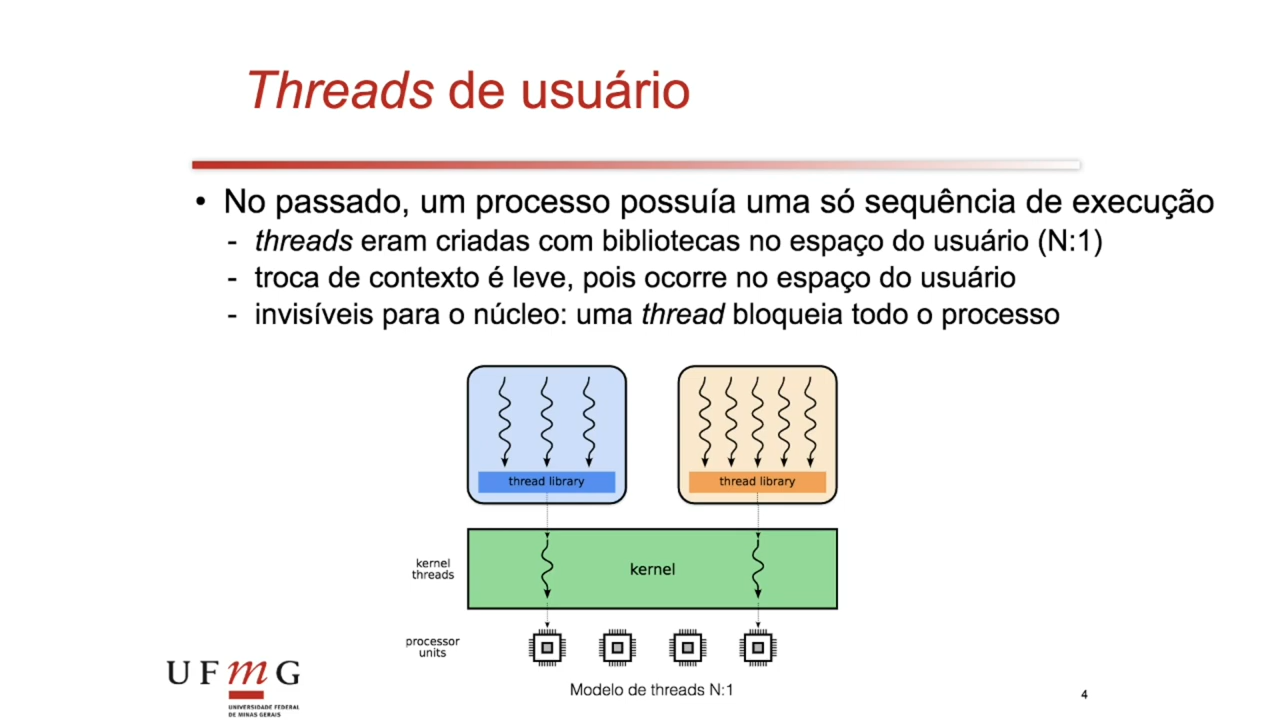 Threads de usuário
• No passado, um processo possuía uma só sequência de execução
- threads eram criadas com bibliotecas no espaço do usuário (N:1)
- troca de contexto é leve, pois ocorre no espaço do usuário
- invisíveis para o núcleo: uma thread bloqueia todo o processo
thread library
thread library
kernel
threads
kernel
processor
units
Modelo de threads N:1
UFmG
UNIVERSIDADE FEDERAL
DE MINAS GERAIS
4